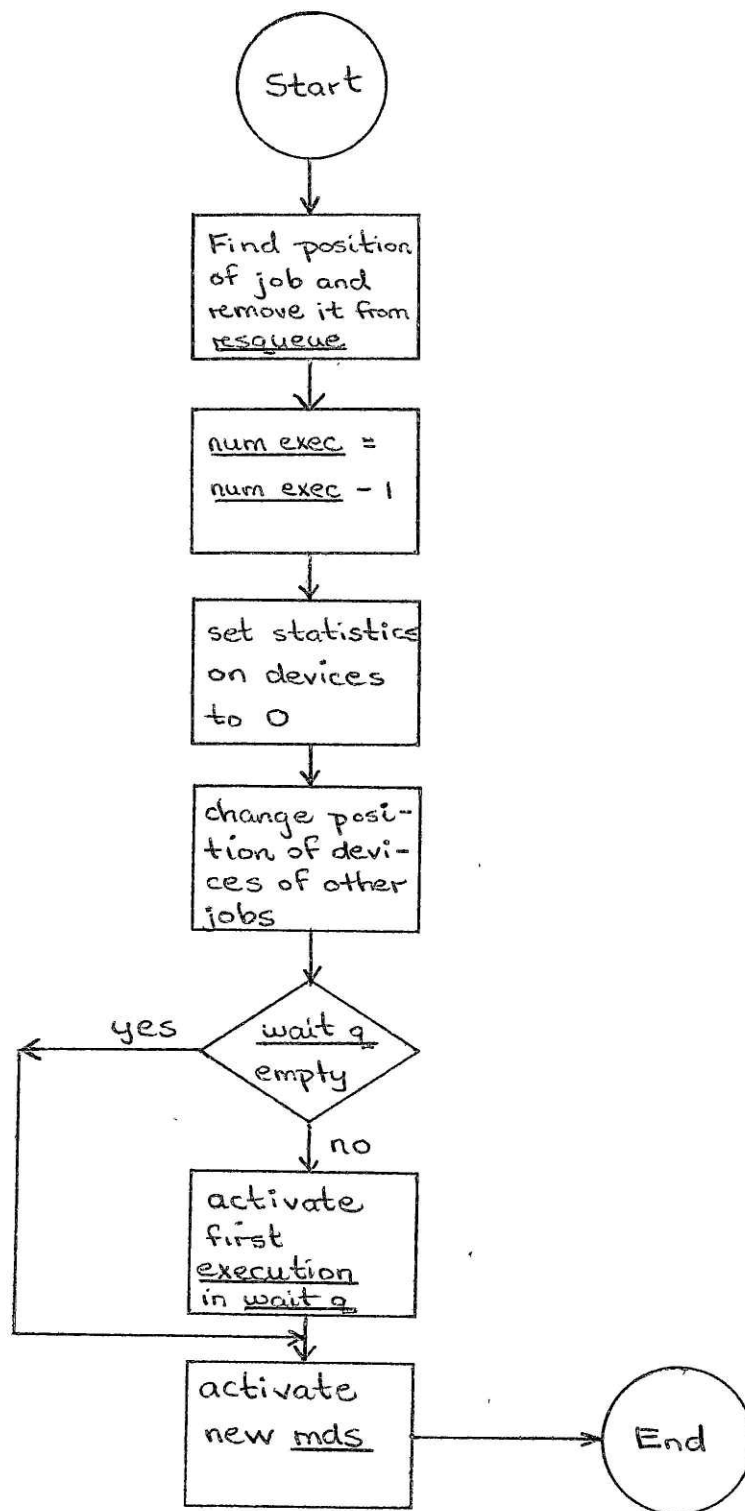 Start
Find position
of job and
remove it from
resqueue
num exec =
num exec - 1
set statistics
on devices
to 0
change posi-
tion of devi-
ces of other
jobs
wait q
empty
yes
no
activate
first
execution
in wait q
activate
new mds
End